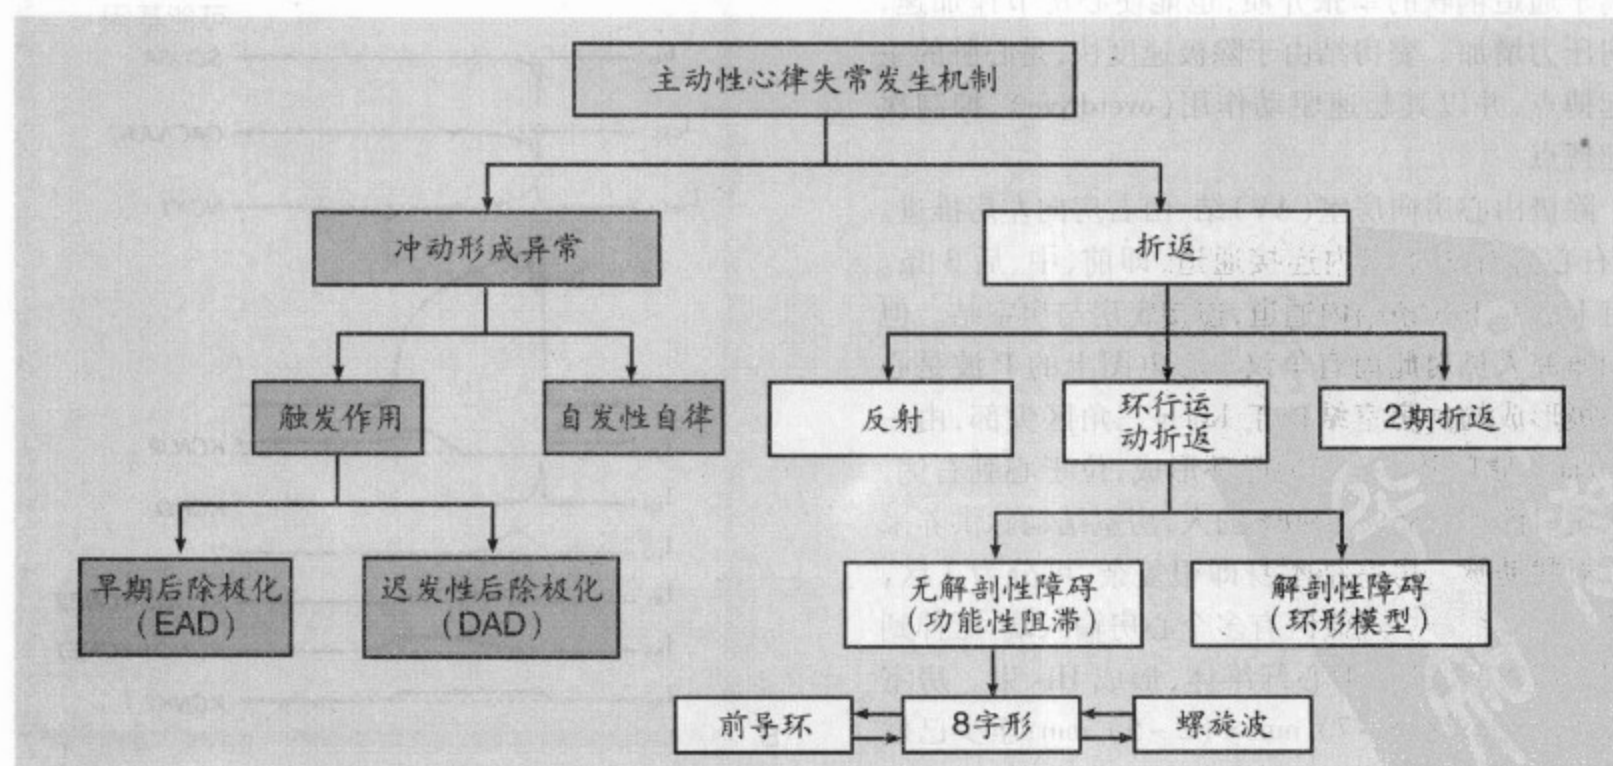 主动性心律失常发生机制
冲动形成异常
折返
触发作用
自发性自律
反射
环行运
动折返
2期折返
早期后除极化
(EAD)
迟发性后除极化
(DAD)
无解剖性障碍
(功能性阻滞)
解剖性障碍
(环形模型)
前导环
8字形
螺旋波